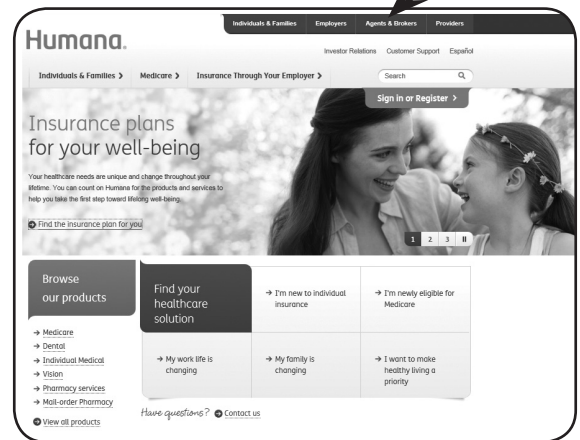 Individuals & Families Employers Agents & Brokers Providers
Humana.
Investor Relations Customer Support Español
Individuals & Families > Medicare > Insurance Through Your Employer > Search
Sign in or Register >
Insurance plans
for your well-being
Your healthcare needs are unique and change throughout your
lifetime. You can count on Humana for the products and services to
help you take the first step toward lifelong well-being.
Find the insurance plan for you
1 2 3
Browse
our products
→ Medicare
→ Dental
→ Individual Medical
→ Vision
→ Pharmacy services
→ Mail-order Pharmacy
View all products
Find your
healthcare
solution
→ I'm new to individual
insurance
→ I'm newly eligible for
Medicare
→ My work life is
changing
→ My family is
changing
→ I want to make
healthy living a
priority
Have questions? Contact us